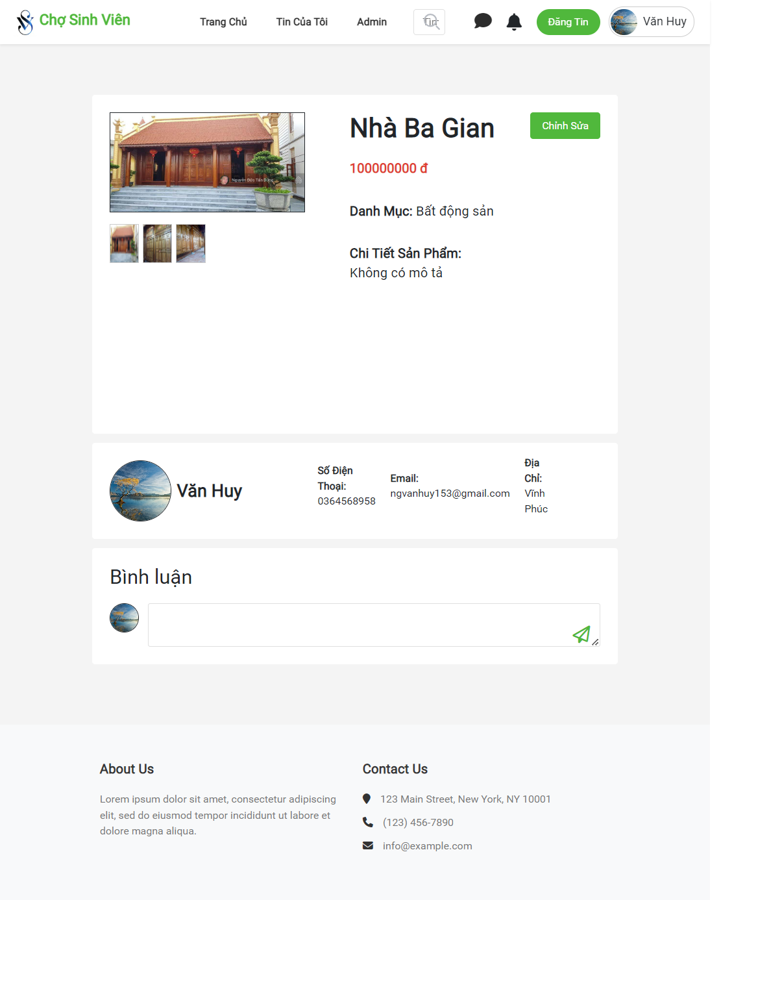 Chợ Sinh Viên
Trang Chủ
Tin Của Tôi
Admin
Tin
Đăng Tin
Văn Huy
Nguyễn Đức Tấn Dũng
Nhà Ba Gian
Chỉnh Sửa
100000000 đ
Danh Mục: Bất động sản
Chi Tiết Sản Phẩm:
Không có mô tả
Văn Huy
Số Điện
Thoại:
0364568958
Email:
ngvanhuy153@gmail.com
Địa
Chỉ:
Vĩnh
Phúc
Bình luận
About Us
Lorem ipsum dolor sit amet, consectetur adipiscing
elit, sed do eiusmod tempor incididunt ut labore et
dolore magna aliqua.
Contact Us
123 Main Street, New York, NY 10001
(123) 456-7890
info@example.com